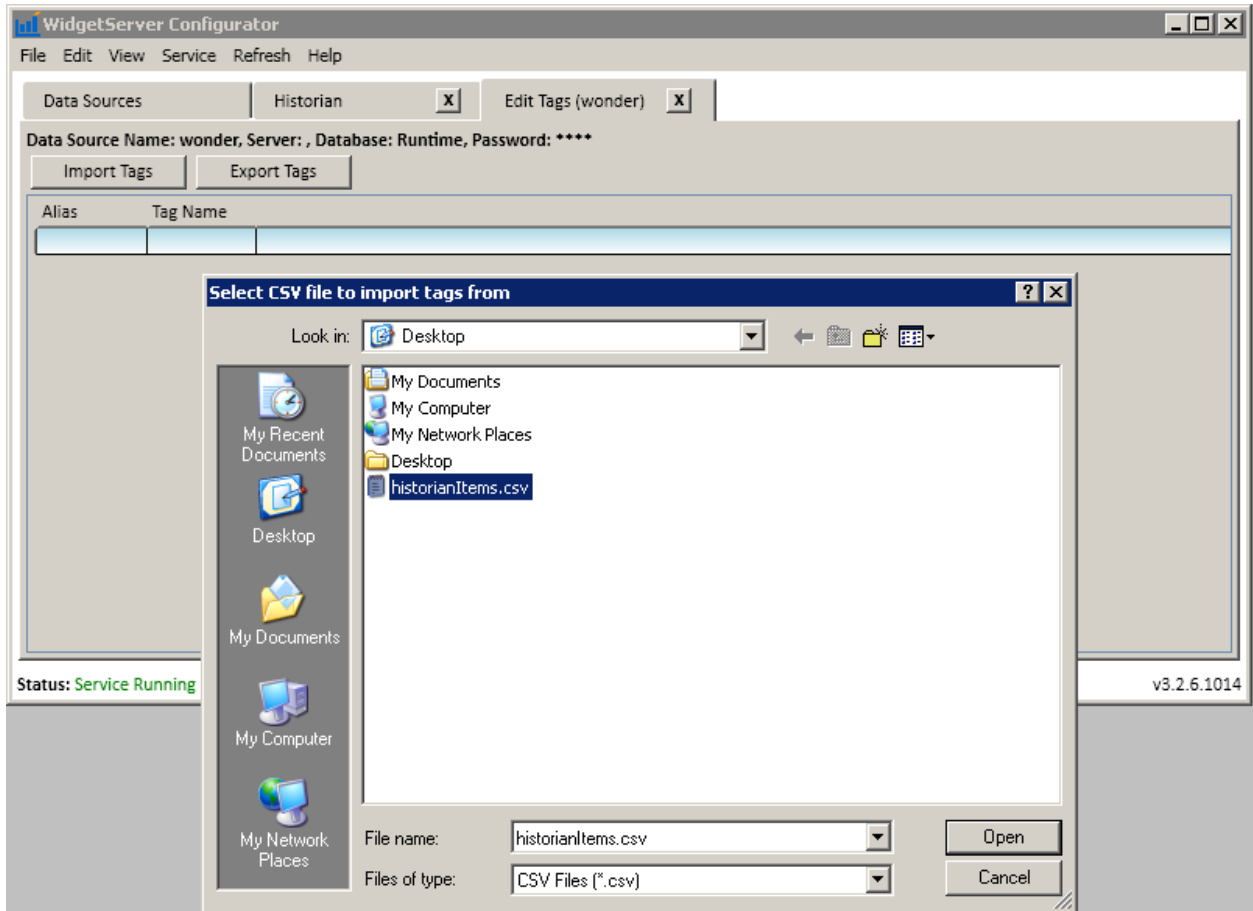 WidgetServer Configurator
File Edit View Service Refresh Help
Data Sources Historian X Edit Tags (wonder) X
Data Source Name: wonder, Server: , Database: Runtime, Password: ****
Import Tags Export Tags
Alias Tag Name
Select CSV file to import tags from
Look in: Desktop
My Recent
Documents
Desktop
My Documents
My Computer
My Network
Places
My Documents
My Computer
My Network Places
Desktop
historianItems.csv
File name: historianItems.csv Open
Files of type: CSV Files (*.csv) Cancel
Status: Service Running v3.2.6.1014